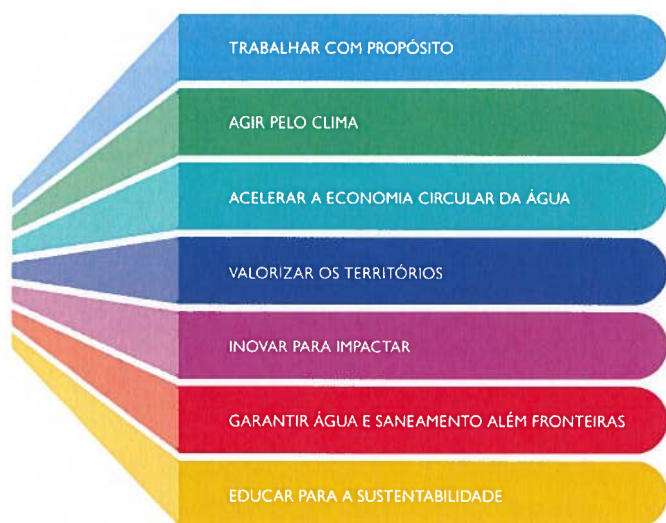 TRABALHAR COM PROPÓSITO
AGIR PELO CLIMA
ACELERAR A ECONOMIA CIRCULAR DA ÁGUA
VALORIZAR OS TERRITÓRIOS
INOVAR PARA IMPACTAR
GARANTIR ÁGUA E SANEAMENTO ALÉM FRONTEIRAS
EDUCAR PARA A SUSTENTABILIDADE